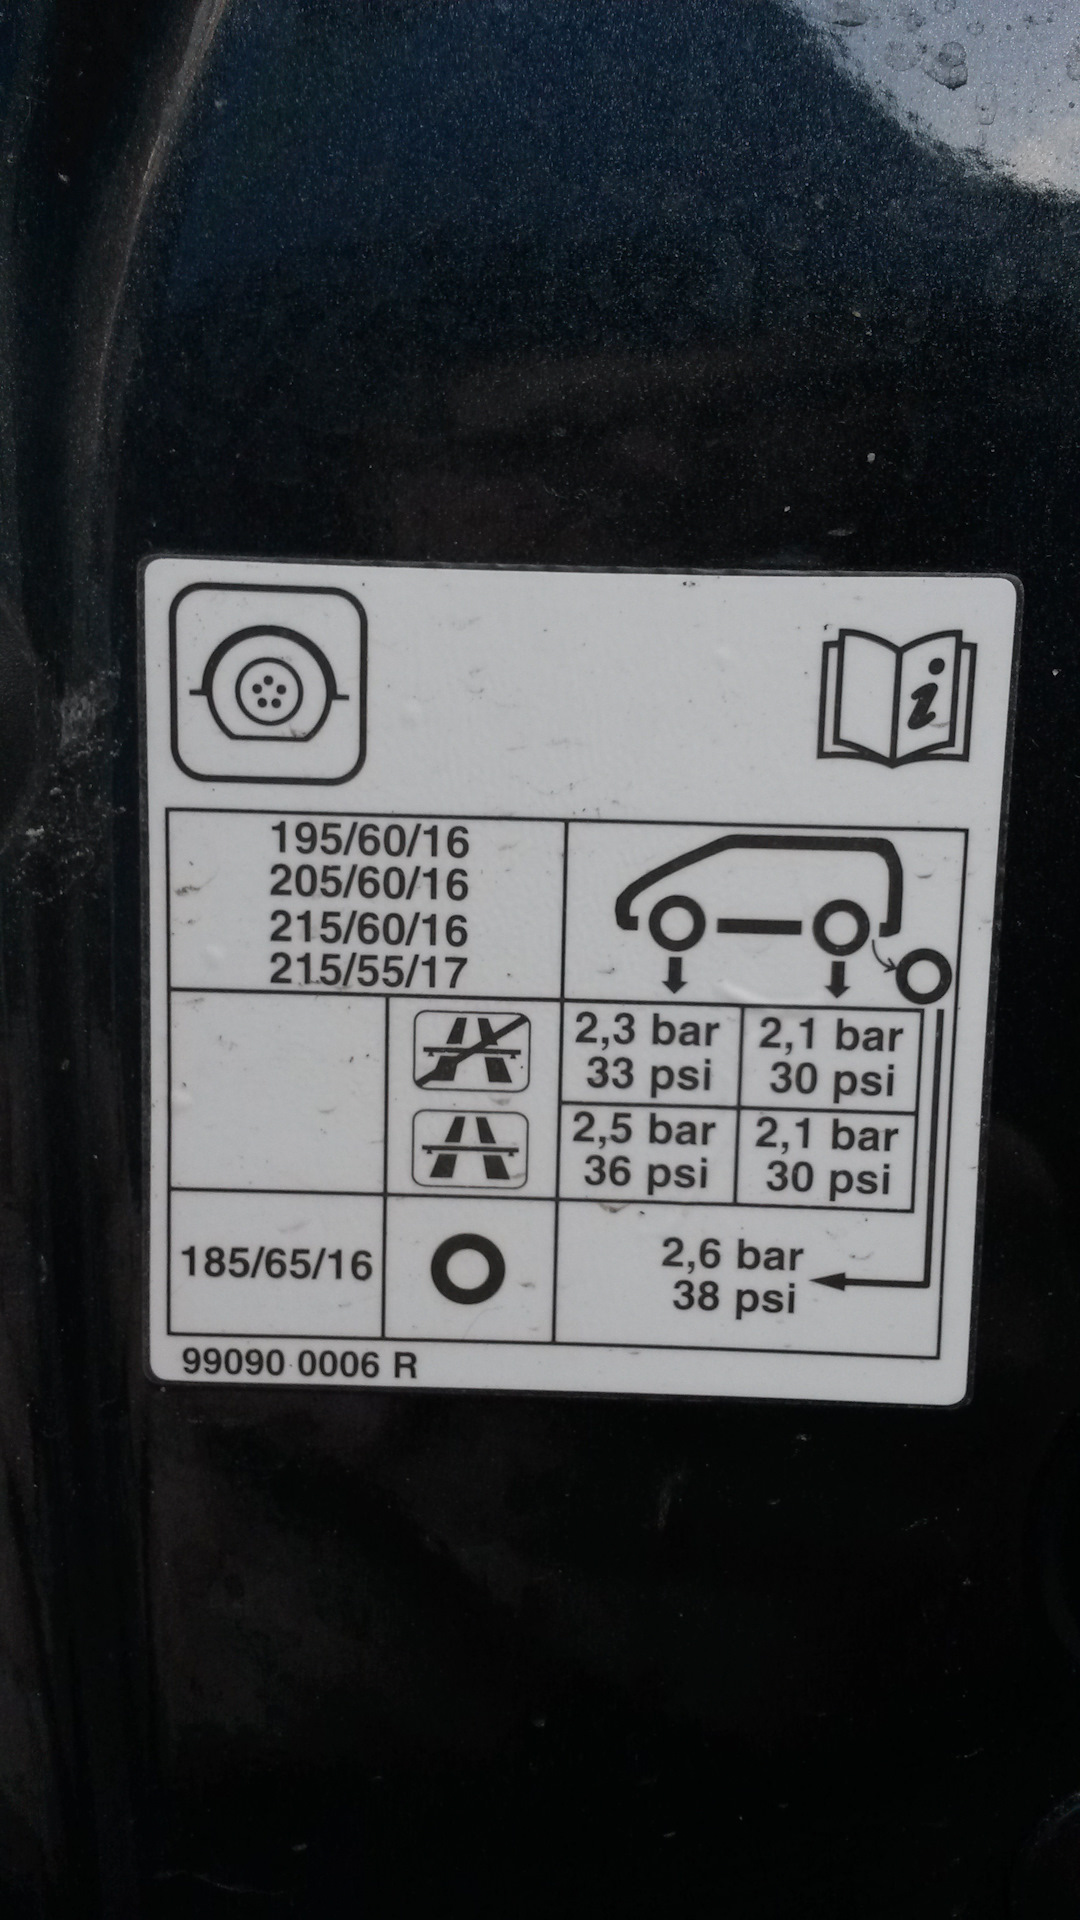 195/60/16
205/60/16
215/60/16
215/55/17
2,3 bar 2,1 bar
33 psi 30 psi
2,5 bar 2,1 bar
36 psi 30 psi
185/65/16
2,6 bar
38 psi
99090 0006 R